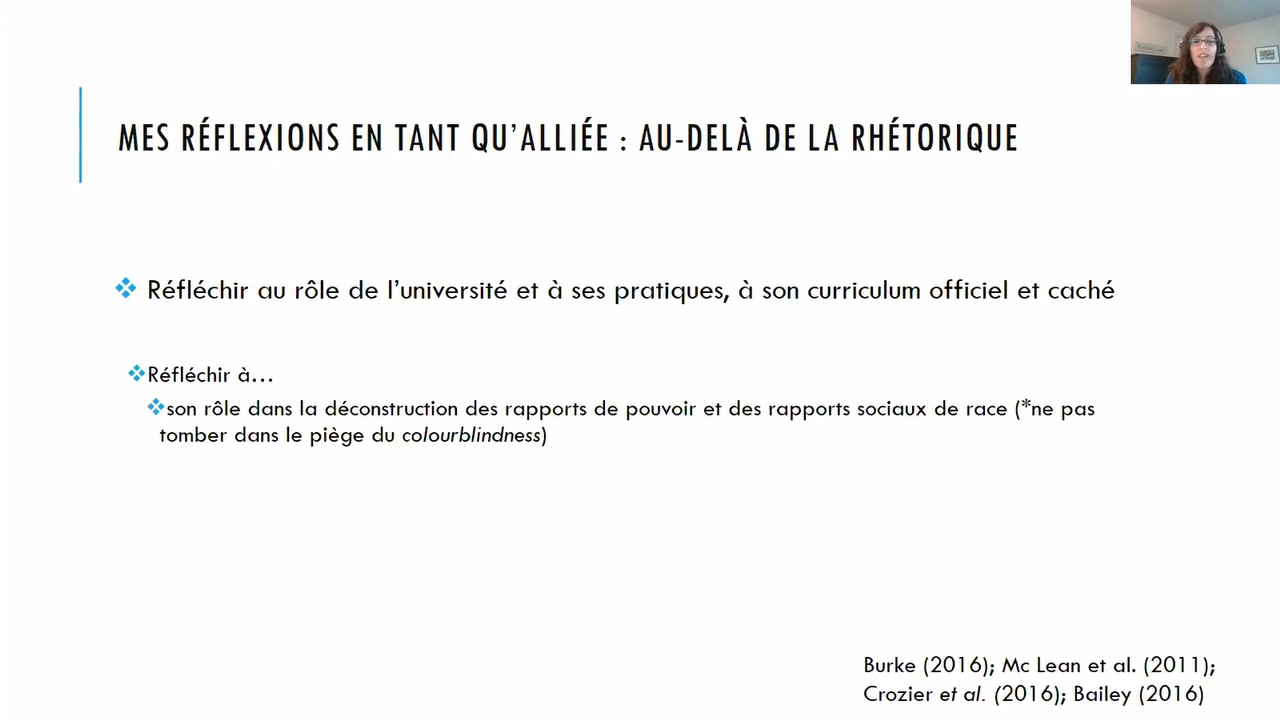 MES RÉFLEXIONS EN TANT QU'ALLIÉE : AU-DELÀ DE LA RHÉTORIQUE
Réfléchir au rôle de l'université et à ses pratiques, à son curriculum officiel et caché
Réfléchir à...
son rôle dans la déconstruction des rapports de pouvoir et des rapports sociaux de race (*ne pas
tomber dans le piège du colourblindness)
Burke (2016); Mc Lean et al. (2011);
Crozier et al. (2016); Bailey (2016)